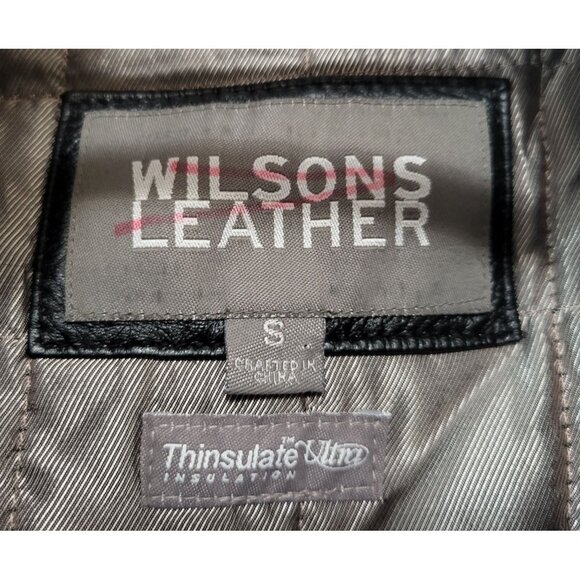 WILSONS
LEATHER
S
CRAFTED IN
CHINA
Thinsulate™ Ultra
INSULATION